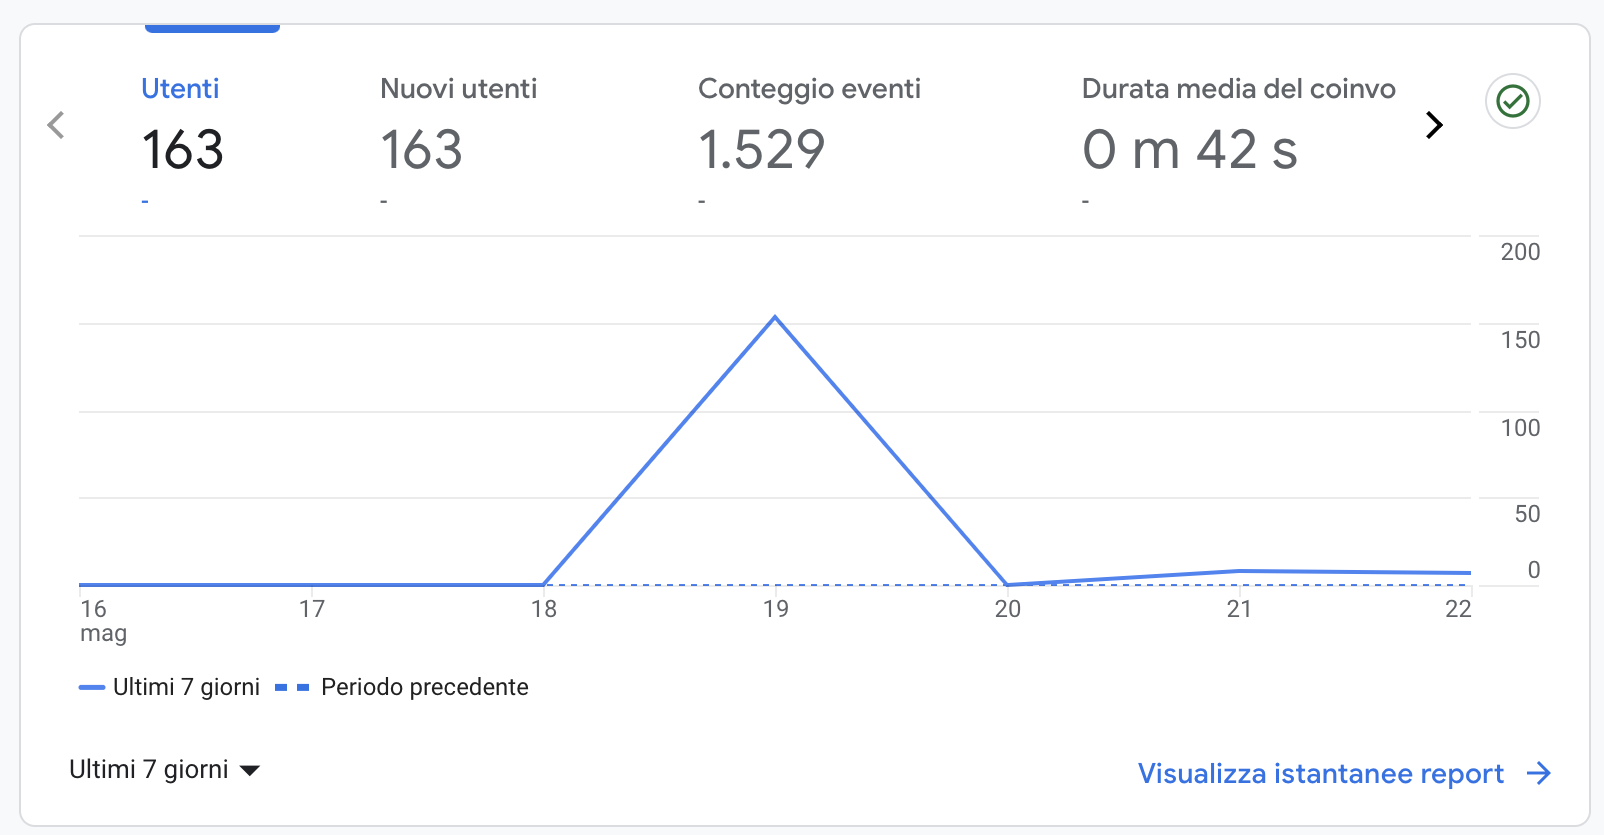 Utenti
163
-
Nuovi utenti
163
-
Conteggio eventi
1.529
-
Durata media del coinvo
0 m 42 s
-
200
150
100
50
0
16
mag
17
18
19
20
21
22
Ultimi 7 giorni
Periodo precedente
Ultimi 7 giorni
Visualizza istantanee report